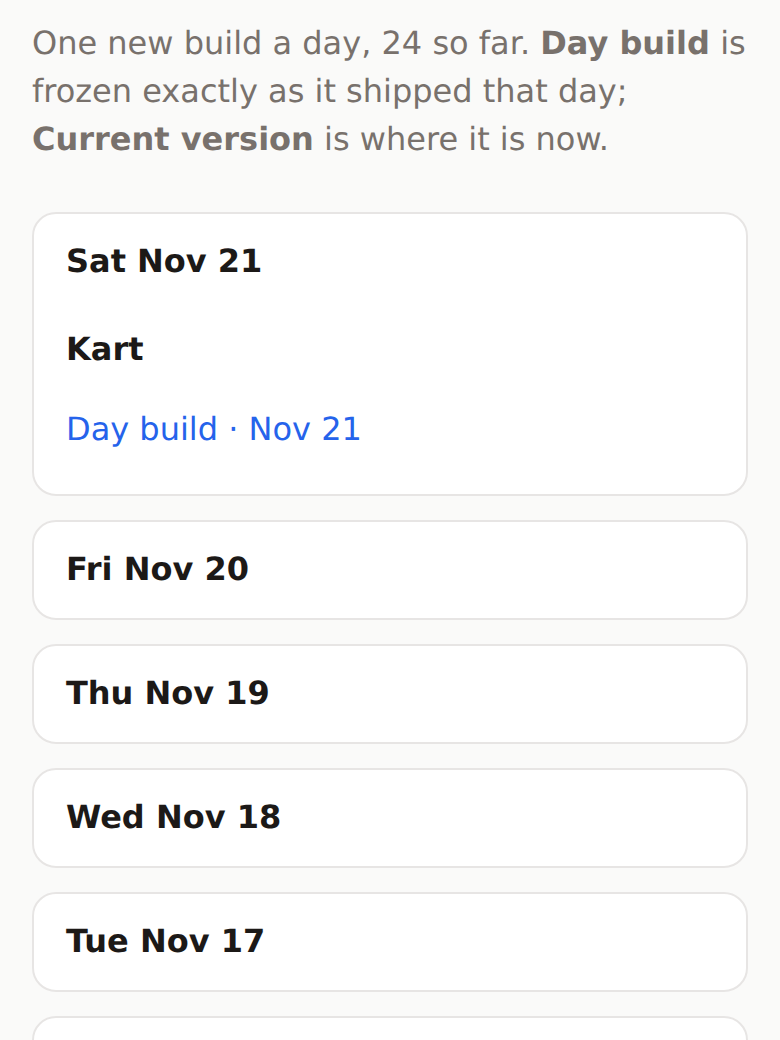 One new build a day, 24 so far. Day build is
frozen exactly as it shipped that day;
Current version is where it is now.
Sat Nov 21
Kart
Day build · Nov 21
Fri Nov 20
Thu Nov 19
Wed Nov 18
Tue Nov 17